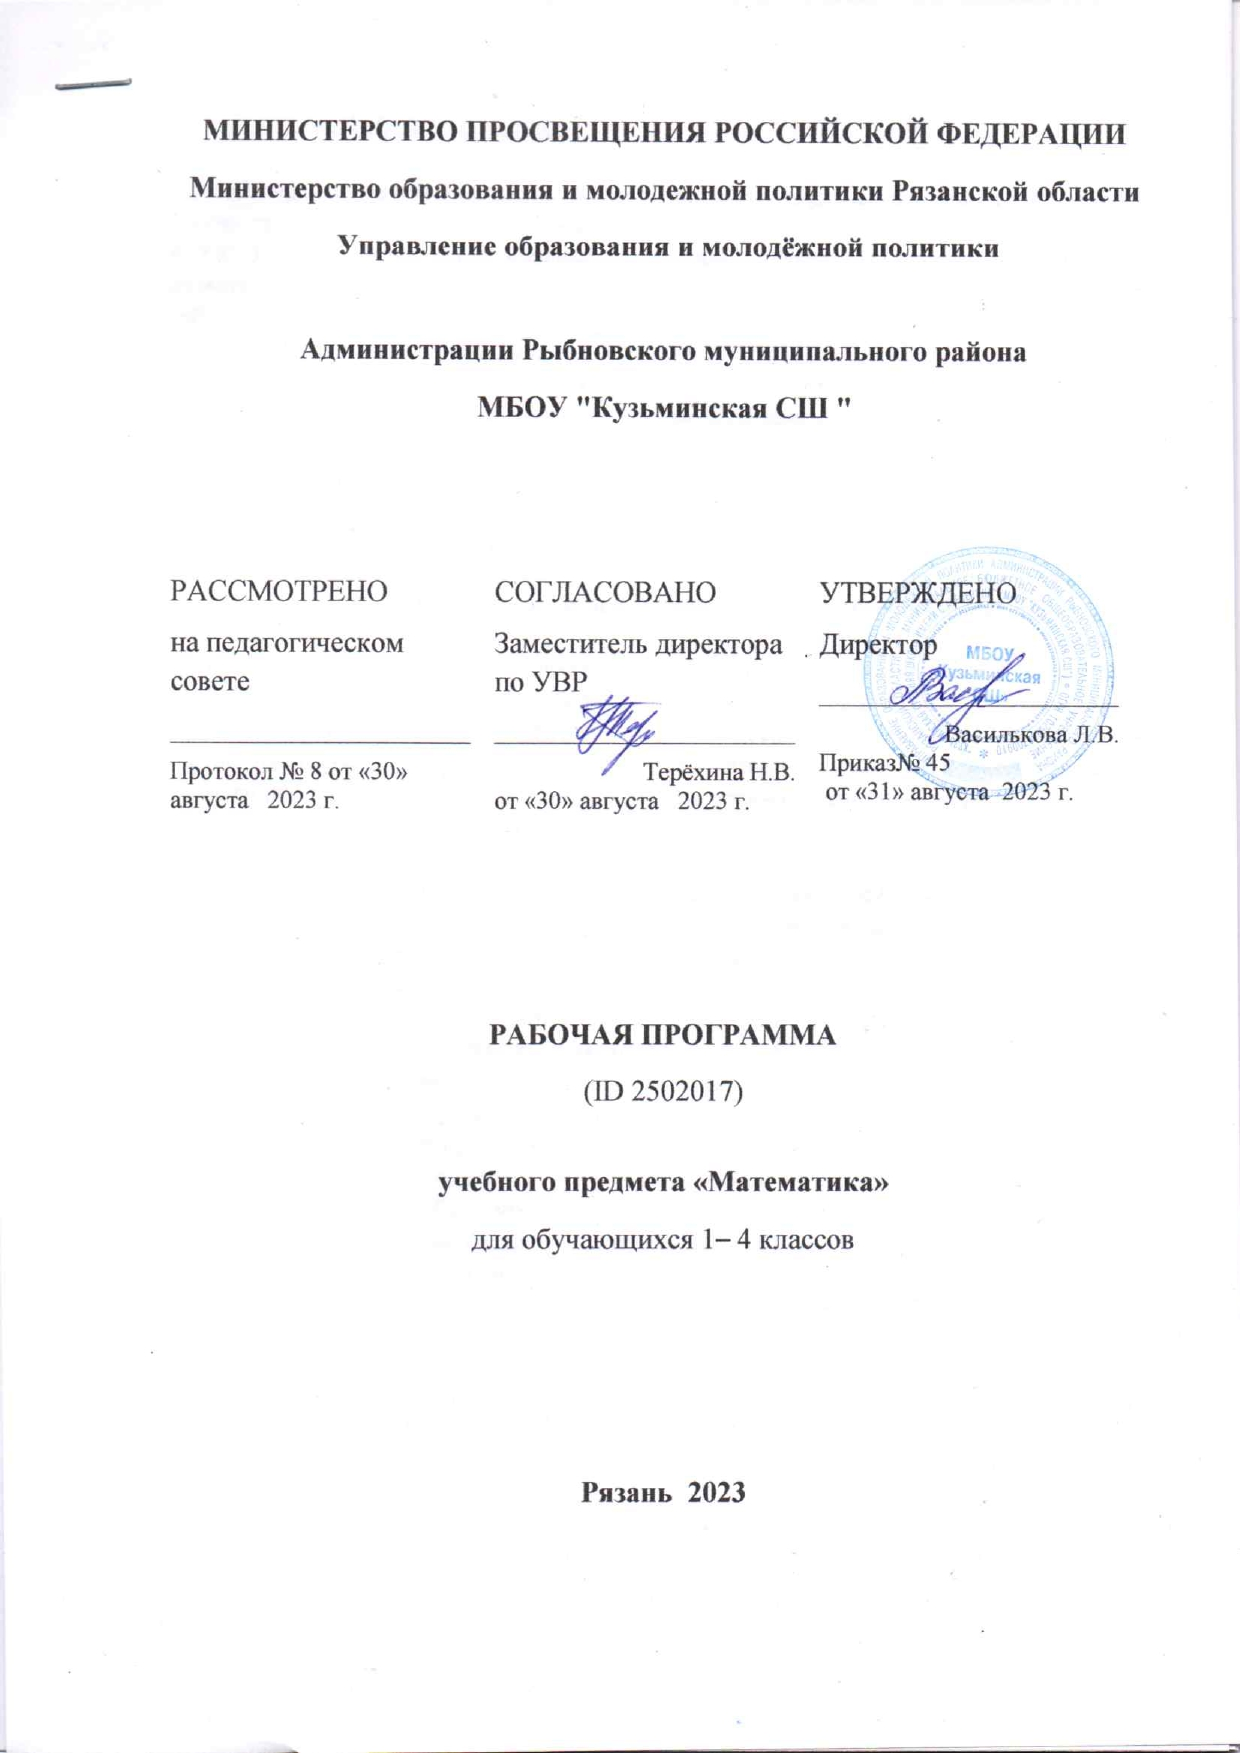 МИНИСТЕРСТВО ПРОСВЕЩЕНИЯ РОССИЙСКОЙ ФЕДЕРАЦИИ
Министерство образования и молодежной политики Рязанской области
Управление образования и молодёжной политики
Администрации Рыбновского муниципального района
МБОУ "Кузьминская СШ "
РАССМОТРЕНО
на педагогическом
совете
Протокол № 8 от «30»
августа 2023 г.
СОГЛАСОВАНО
Заместитель директора
по УВР
Терёхина Н.В.
от «30» августа 2023 г.
УТВЕРЖДЕНО
Директор
МБОУ
Кузьминская
СШ»
Василькова Л.В.
Приказ№ 45
от «31» августа 2023 г.
РАБОЧАЯ ПРОГРАММА
(ID 2502017)
учебного предмета «Математика»
для обучающихся 1– 4 классов
Рязань 2023